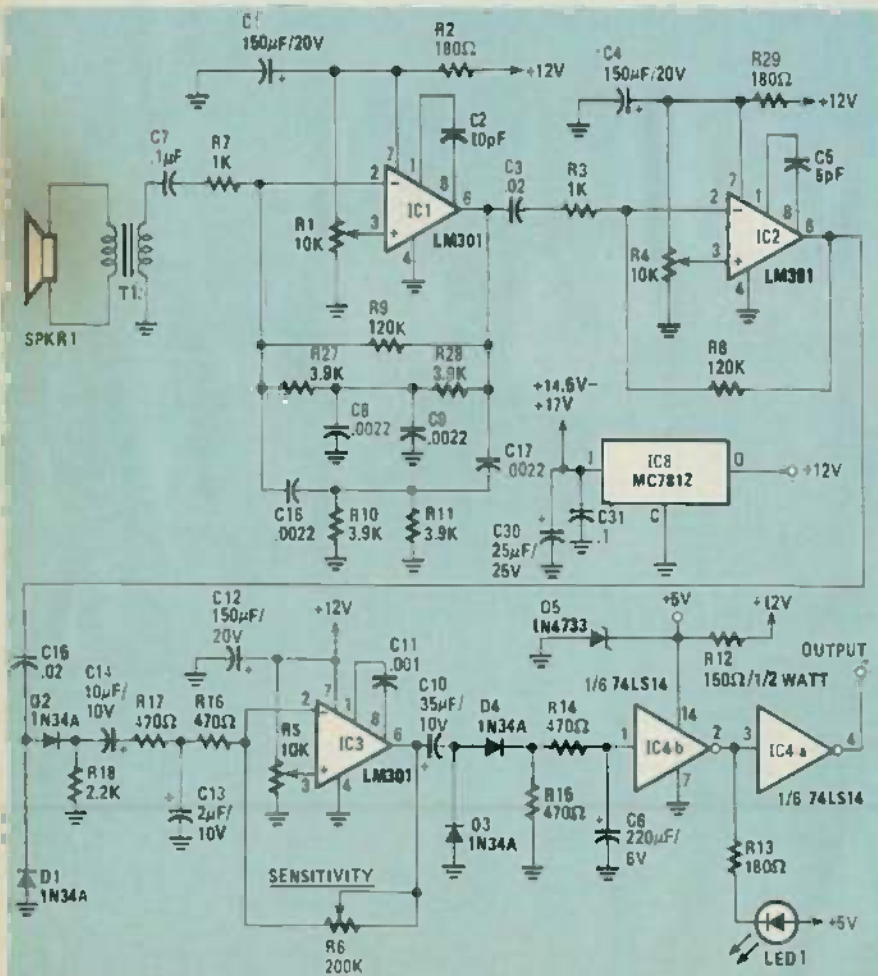 C1
150µF/20V
R2
180Ω
+12V
C4
150µF/20V
R29
180Ω
+12V
C7
.1µF
R7
1K
7
1
C2
10pF
2
8
6
3
4
IC1
LM301
R1
10K
C3
.02
R3
1K
7
1
C5
5pF
2
8
6
3
4
IC2
LM301
R4
10K
T1
SPKR1
R9
120K
R27
3.9K
R28
3.9K
R8
120K
C8
.0022
C9
.0022
C17
.0022
C16
.0022
R10
3.9K
R11
3.9K
+14.6V–
+17V
1
IC8
MC7812
O
C
+12V
C30
25µF/
25V
C31
.1
C12
150µF/
20V
+12V
C11
.001
D5
1N4733
+5V
+12V
R12
150Ω/1/2 WATT
OUTPUT
C15
.02
D2
1N34A
C14
10µF/
10V
R17
470Ω
R16
470Ω
7
1
2
8
6
3
4
IC3
LM301
R5
10K
C10
35µF/
10V
D4
1N34A
R14
470Ω
1/6 74LS14
1
14
2
7
IC4b
3
4
IC4a
1/6 74LS14
R18
2.2K
C13
2µF/
10V
D3
1N34A
R15
470Ω
C6
220µF/
6V
R13
180Ω
D1
1N34A
SENSITIVITY
R6
200K
+5V
LED1